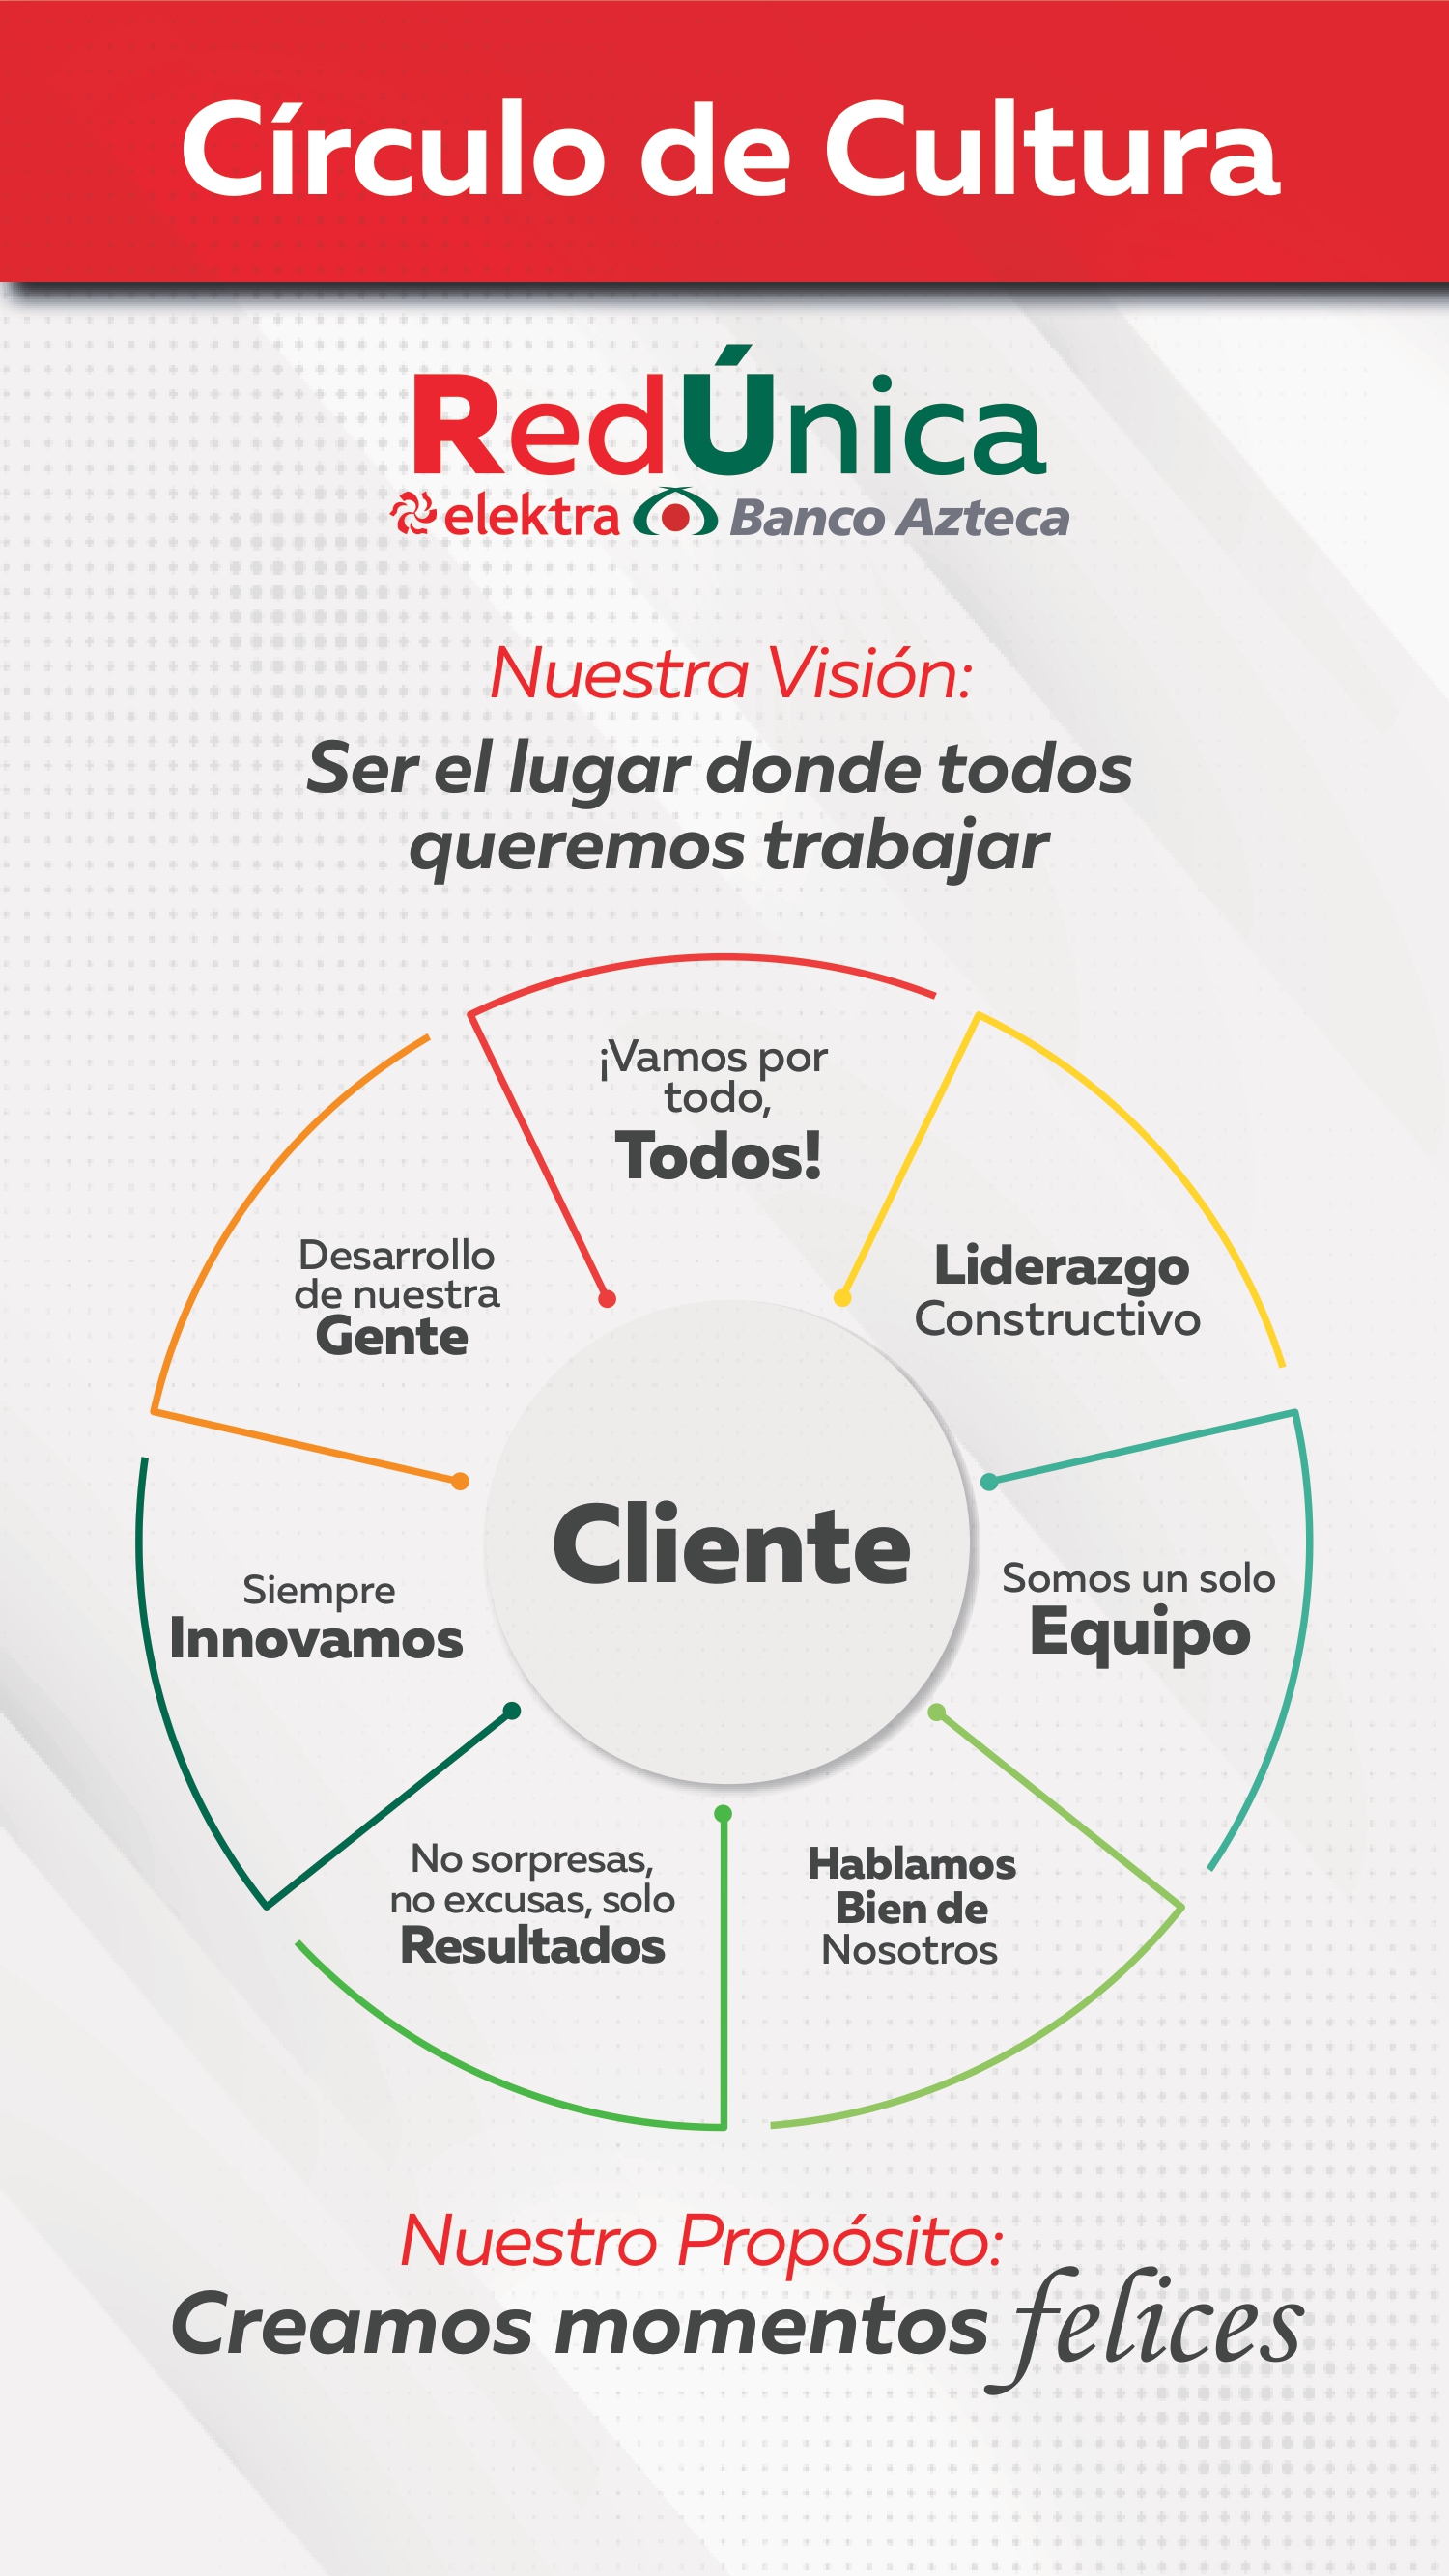 Círculo de Cultura
RedÚnica
elektra Banco Azteca
Nuestra Visión:
Ser el lugar donde todos
queremos trabajar
¡Vamos por
todo,
Todos!
Liderazgo
Constructivo
Somos un solo
Equipo
Hablamos
Bien de
Nosotros
No sorpresas,
no excusas, solo
Resultados
Siempre
Innovamos
Desarrollo
de nuestra
Gente
Cliente
Nuestro Propósito:
Creamos momentos felices